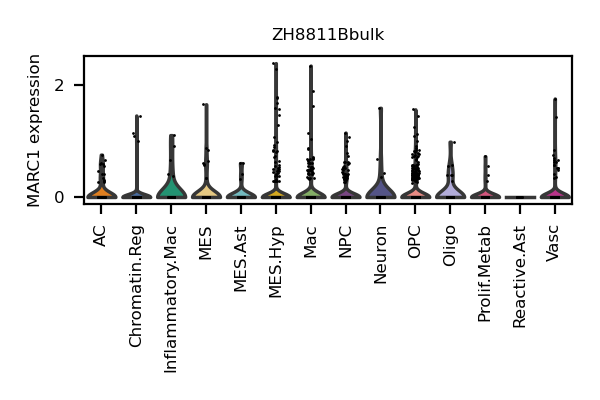 ZH8811Bbulk
MARC1 expression
2
0
AC
Chromatin.Reg
Inflammatory.Mac
MES
MES.Ast
MES.Hyp
Mac
NPC
Neuron
OPC
Oligo
Prolif.Metab
Reactive.Ast
Vasc